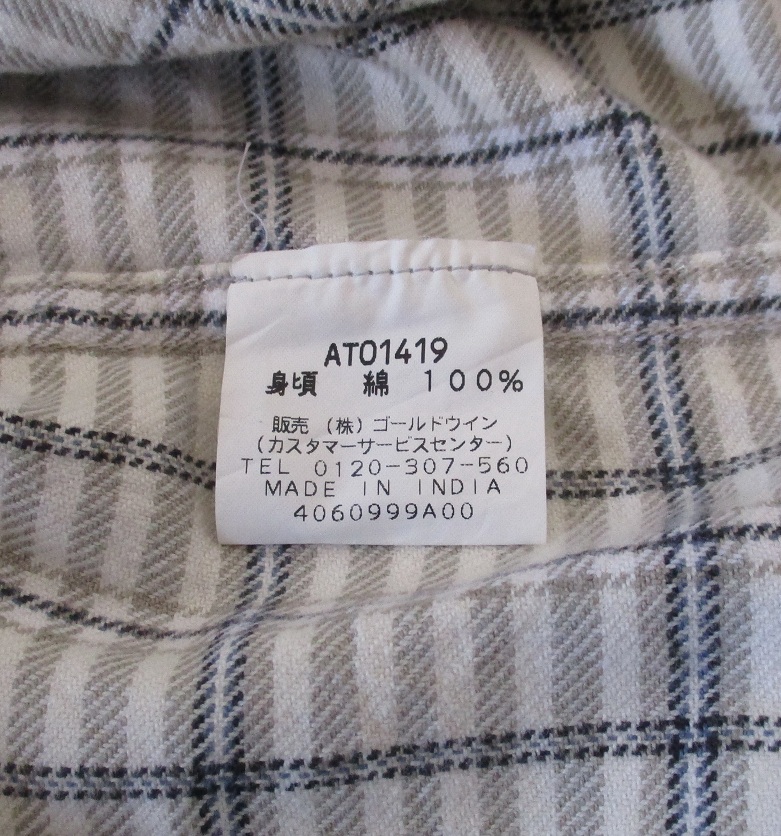 ATO1419
身頃 綿 100%
販売 (株) ゴールドウイン
(カスタマーサービスセンター)
TEL 0120-307-560
MADE IN INDIA
4060999A00